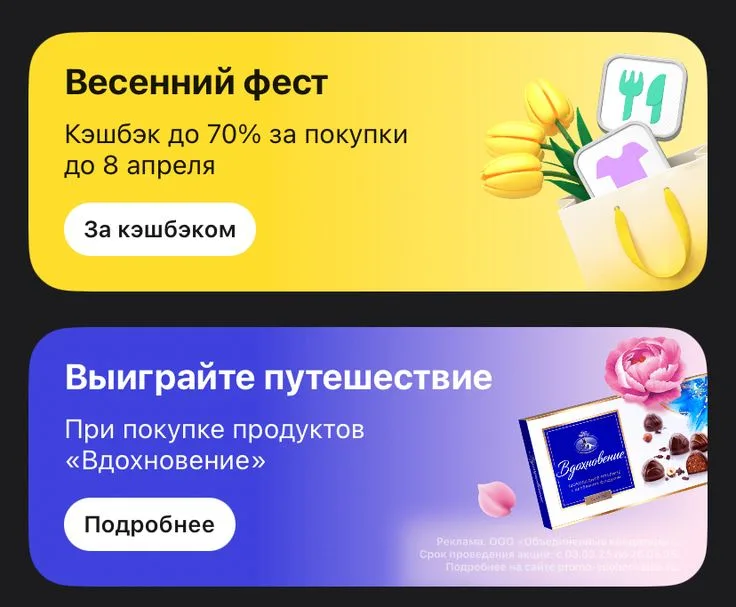 Весенний фест
Кэшбэк до 70% за покупки
до 8 апреля
За кэшбэком
Выиграйте путешествие
При покупке продуктов
«Вдохновение»
Подробнее
Вдохновение
Реклама. ООО «Объединенные
Срок проведения акции: с
Подробнее на сайте